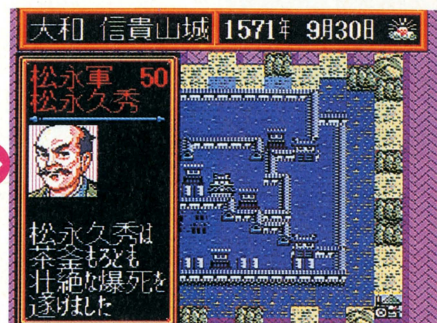 大和 信貴山城
1571年 9月30日
松永軍 50
松永久秀
松永久秀は
茶釜もろとも
壮絶な爆死を
遂げました